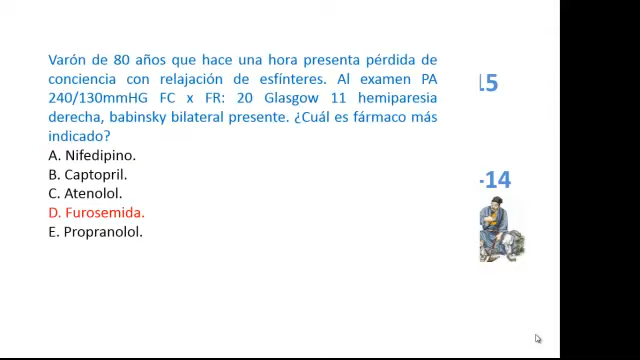 Varón de 80 años que hace una hora presenta pérdida de
conciencia con relajación de esfínteres. Al examen PA
240/130mmHG FC x FR: 20 Glasgow 11 hemiparesia
derecha, babinsky bilateral presente. ¿Cuál es fármaco más
indicado?
A. Nifedipino.
B. Captopril.
C. Atenolol.
D. Furosemida.
E. Propranolol.
15
-14